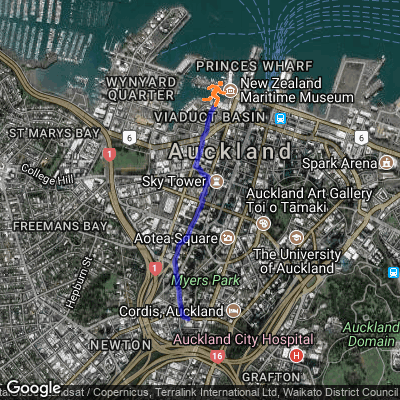 PRINCES WHARF
WYNYARD
QUARTER
New Zealand
Maritime Museum
VIADUCT BASIN
ST MARYS BAY
6
6
1
Auckland
College Hill
Spark Arena
Sky Tower
Auckland Art Gallery
Toi o Tāmaki
FREEMANS BAY
Aotea Square
The University
of Auckland
Hepburn St
1
Myers Park
Cordis, Auckland
Auckland
Domain
NEWTON
Auckland City Hospital
H
16
GRAFTON
Google
dsat / Copernicus, Terralink International Ltd, Waikato District Council